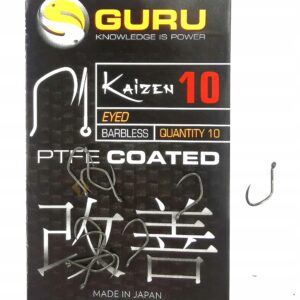 GURU
KNOWLEDGE IS POWER
KAIZEN 10
EYED
BARBLESS QUANTITY 10
PTFE COATED
改善
MADE IN JAPAN